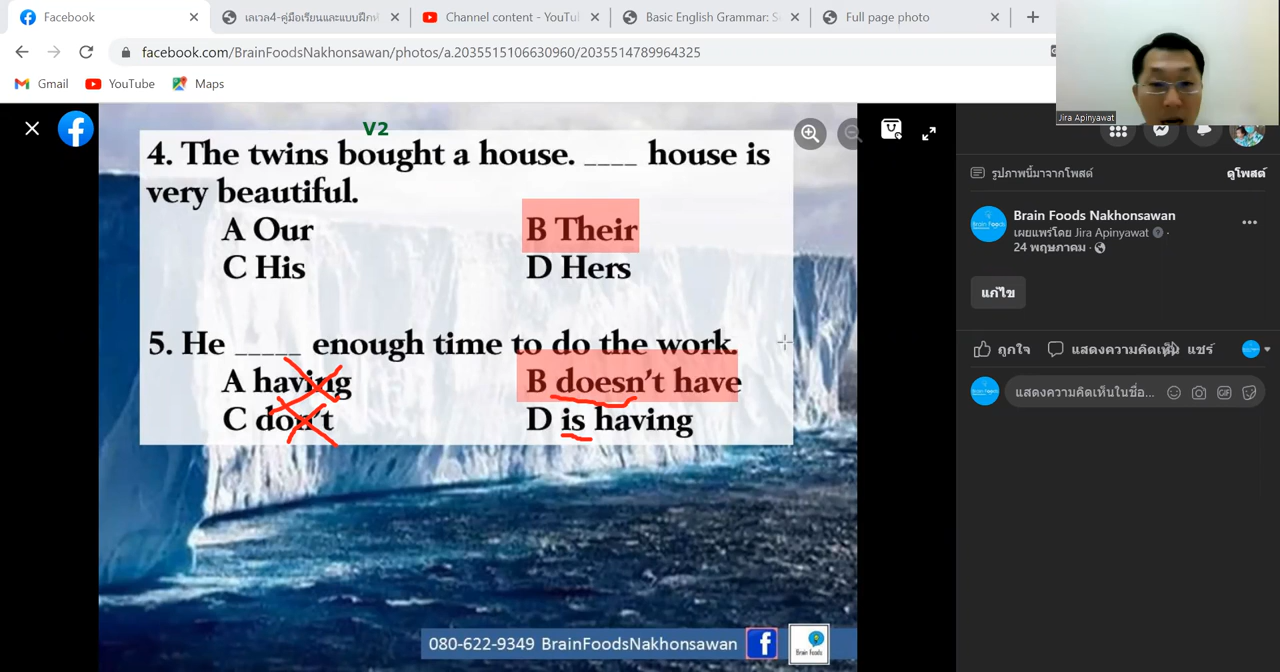 Facebook
เลเวล4-คู่มือเรียนและแบบฝึกห
Channel content - YouTu
Basic English Grammar: S
Full page photo
facebook.com/BrainFoodsNakhonsawan/photos/a.2035515106630960/2035514789964325
Gmail
YouTube
Maps
Jira Apinyawat
V2
4. The twins bought a house. ____ house is
very beautiful.
A Our
B Their
C His
D Hers
5. He _____ enough time to do the work.
A having
B doesn't have
C don't
D is having
080-622-9349 BrainFoodsNakhonsawan
Brain Foods
รูปภาพนี้มาจากโพสต์
ดูโพสต์
Brain Foods Nakhonsawan
เผยแพร่โดย Jira Apinyawat
24 พฤษภาคม
แก้ไข
ถูกใจ
แสดงความคิดเห็น
แชร์
แสดงความคิดเห็นในชื่อ...